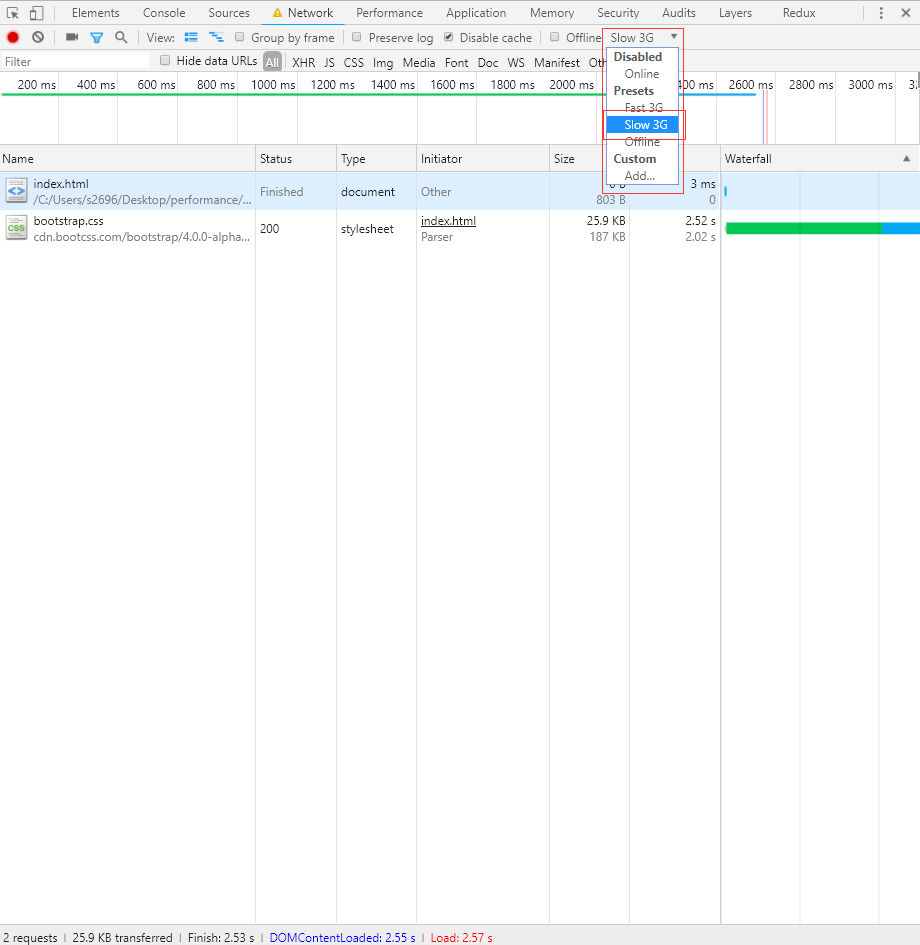 Elements Console Sources Network Performance Application Memory Security Audits Layers Redux
View: Group by frame Preserve log Disable cache Offline Slow 3G
Filter Hide data URLs All XHR JS CSS Img Media Font Doc WS Manifest
Disabled
Online
Presets
Fast 3G
Slow 3G
Offline
Custom
Add...
200 ms 400 ms 600 ms 800 ms 1000 ms 1200 ms 1400 ms 1600 ms 1800 ms 2000 ms 2600 ms 2800 ms 3000 ms
Name Status Type Initiator Size Waterfall
index.html Finished document Other 0 B 3 ms
/C:/Users/s2696/Desktop/performance/... 803 B 0
bootstrap.css 200 stylesheet index.html 25.9 KB 2.52 s
cdn.bootcss.com/bootstrap/4.0.0-alpha... Parser 187 KB 2.02 s
CSS
2 requests | 25.9 KB transferred | Finish: 2.53 s | DOMContentLoaded: 2.55 s | Load: 2.57 s